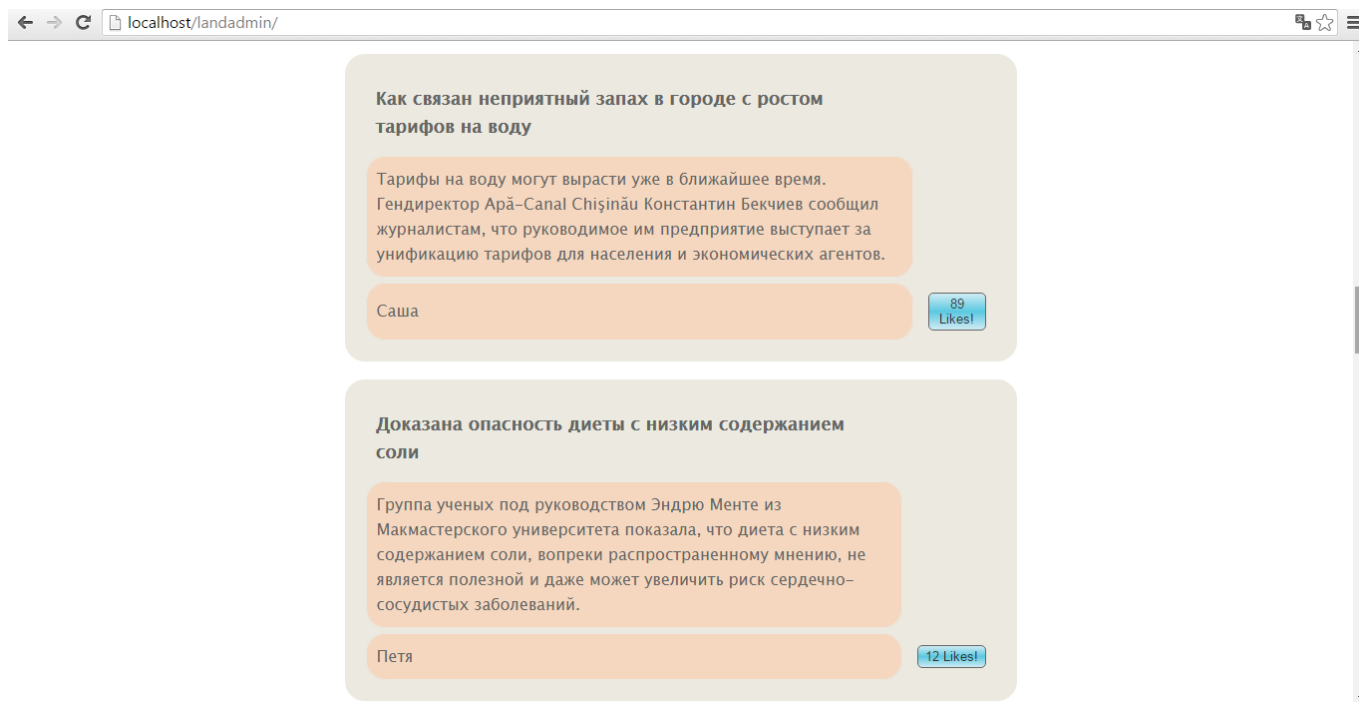 localhost/landadmin/
Как связан неприятный запах в городе с ростом
тарифов на воду
Тарифы на воду могут вырасти уже в ближайшее время.
Гендиректор Apă-Canal Chişinău Константин Бекчиев сообщил
журналистам, что руководимое им предприятие выступает за
унификацию тарифов для населения и экономических агентов.
Саша
89
Likes!
Доказана опасность диеты с низким содержанием
соли
Группа ученых под руководством Эндрю Менте из
Макмастерского университета показала, что диета с низким
содержанием соли, вопреки распространенному мнению, не
является полезной и даже может увеличить риск сердечно-
сосудистых заболеваний.
Петя
12 Likes!